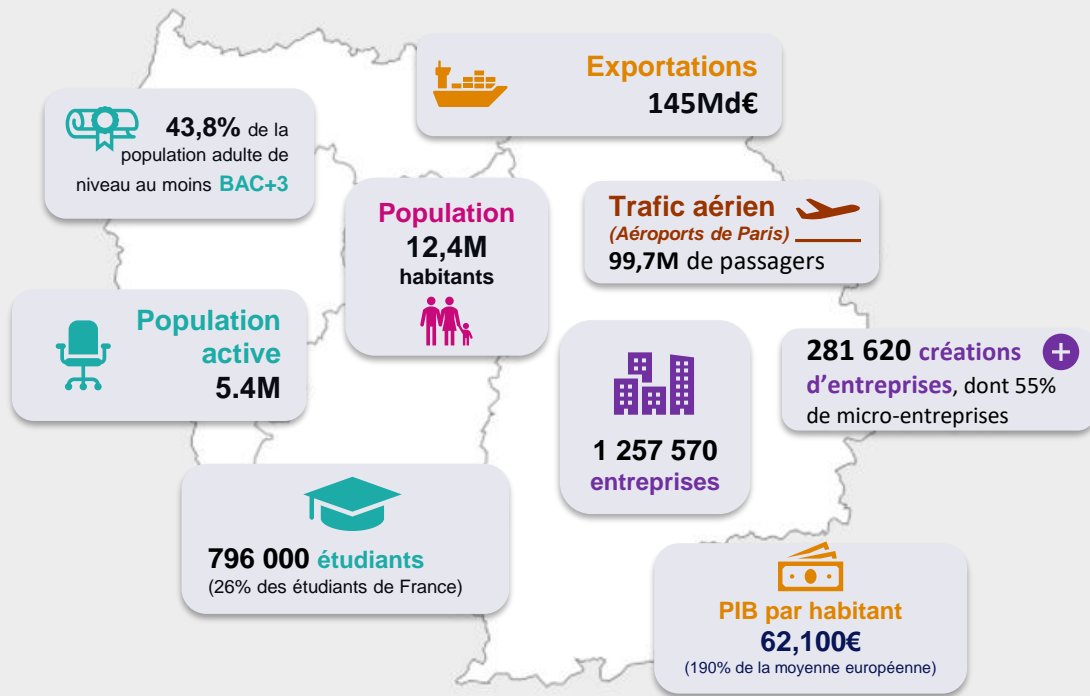 Exportations
145Md€
43,8% de la
population adulte de
niveau au moins BAC+3
Population
12,4M
habitants
Trafic aérien
(Aéroports de Paris)
99,7M de passagers
Population
active
5.4M
281 620 créations
d’entreprises, dont 55%
de micro-entreprises
1 257 570
entreprises
796 000 étudiants
(26% des étudiants de France)
PIB par habitant
62,100€
(190% de la moyenne européenne)